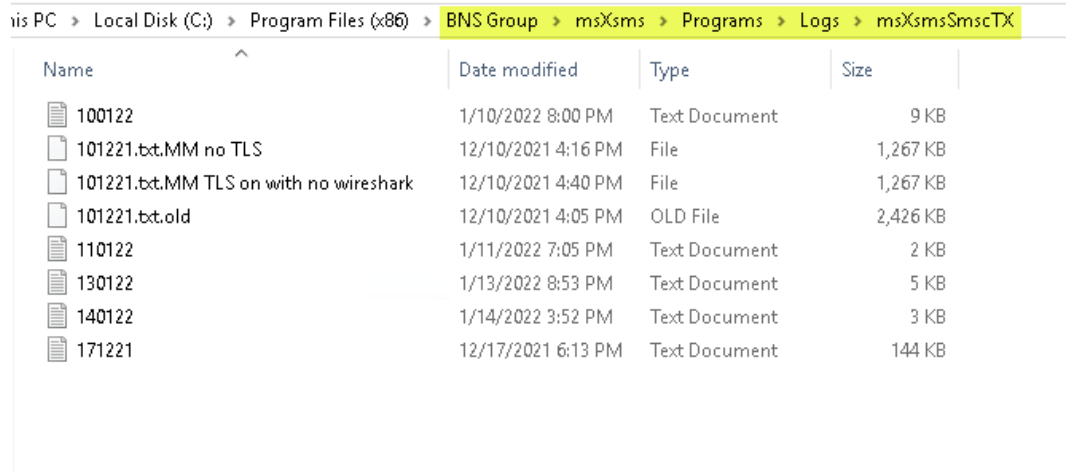 his PC > Local Disk (C:) > Program Files (x86) > BNS Group > msXsms > Programs > Logs > msXsmsSmscTX
Name Date modified Type Size
100122 1/10/2022 8:00 PM Text Document 9 KB
101221.txt.MM no TLS 12/10/2021 4:16 PM File 1,267 KB
101221.txt.MM TLS on with no wireshark 12/10/2021 4:40 PM File 1,267 KB
101221.txt.old 12/10/2021 4:05 PM OLD File 2,426 KB
110122 1/11/2022 7:05 PM Text Document 2 KB
130122 1/13/2022 8:53 PM Text Document 5 KB
140122 1/14/2022 3:52 PM Text Document 3 KB
171221 12/17/2021 6:13 PM Text Document 144 KB